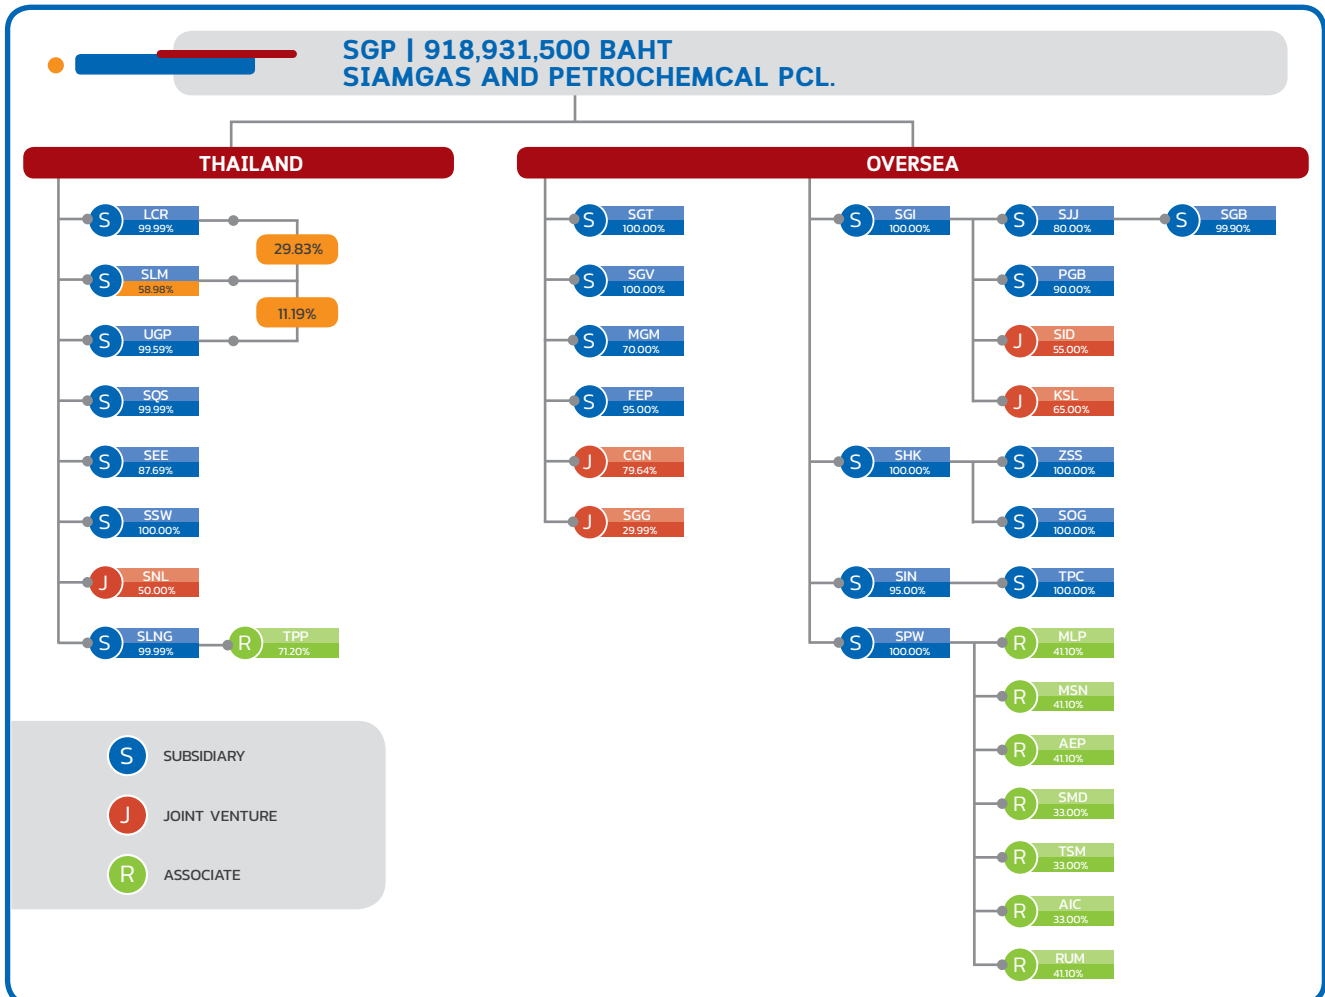 SGP | 918,931,500 BAHT
SIAMGAS AND PETROCHEMCAL PCL.
THAILAND
S
LCR
99.99%
29.83%
S
SLM
58.98%
11.19%
S
UGP
99.59%
S
SQS
99.99%
S
SEE
87.69%
S
SSW
100.00%
J
SNL
50.00%
S
SLNG
99.99%
R
TPP
71.20%
OVERSEA
S
SGT
100.00%
S
SGV
100.00%
S
MGM
70.00%
S
FEP
95.00%
J
CGN
79.64%
J
SGG
29.99%
S
SGI
100.00%
S
SJJ
80.00%
S
SGB
99.90%
S
PGB
90.00%
J
SID
55.00%
J
KSL
65.00%
S
SHK
100.00%
S
ZSS
100.00%
S
SOG
100.00%
S
SIN
95.00%
S
TPC
100.00%
S
SPW
100.00%
R
MLP
41.10%
R
MSN
41.10%
R
AEP
41.10%
R
SMD
33.00%
R
TSM
33.00%
R
AIC
33.00%
R
RUM
41.10%
S SUBSIDIARY
J JOINT VENTURE
R ASSOCIATE